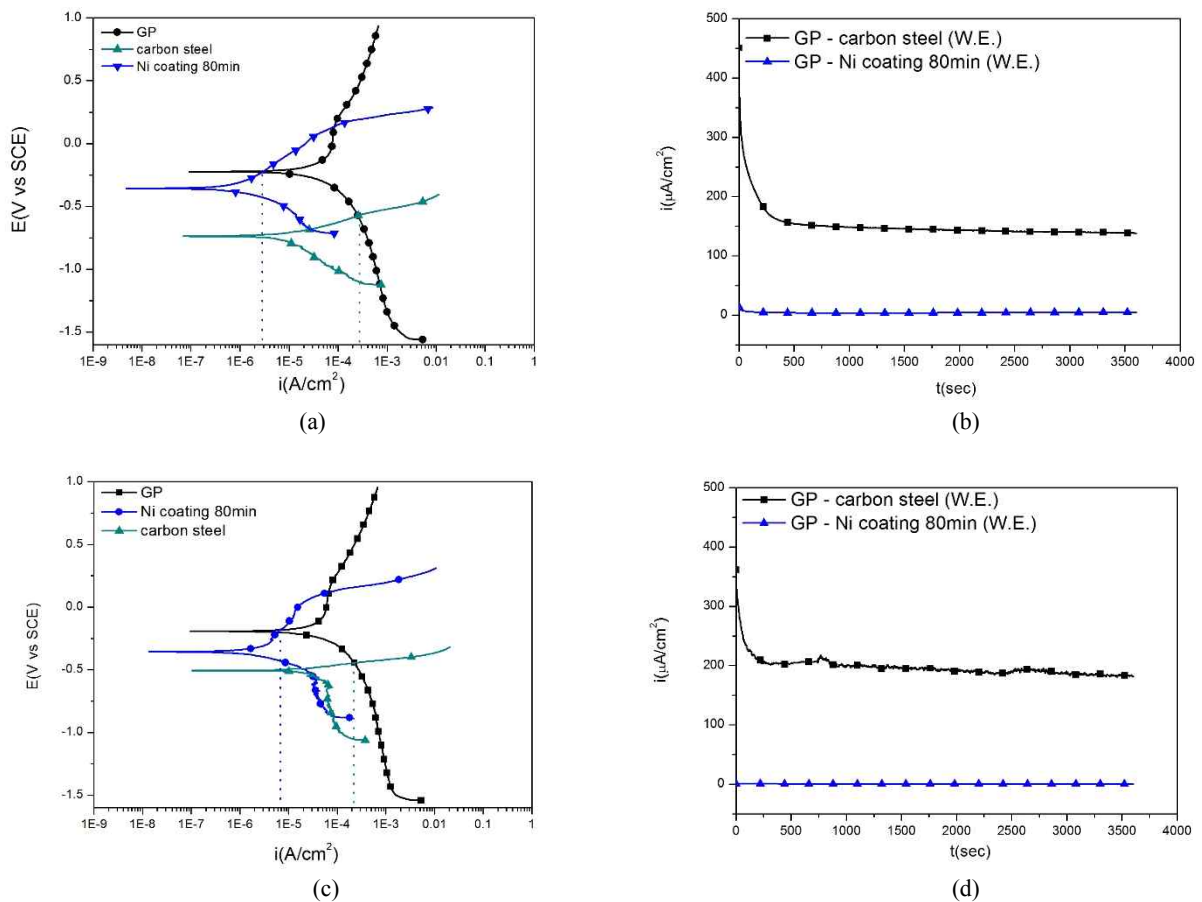 1.0
0.5
0.0
-0.5
-1.0
-1.5
E(V vs SCE)
GP
carbon steel
Ni coating 80min
1E-9 1E-8 1E-7 1E-6 1E-5 1E-4 1E-3 0.01 0.1 1
i(A/cm²)
(a)
500
400
300
200
100
0
i(μA/cm²)
GP - carbon steel (W.E.)
GP - Ni coating 80min (W.E.)
0 500 1000 1500 2000 2500 3000 3500 4000
t(sec)
(b)
1.0
0.5
0.0
-0.5
-1.0
-1.5
E(V vs SCE)
GP
Ni coating 80min
carbon steel
1E-9 1E-8 1E-7 1E-6 1E-5 1E-4 1E-3 0.01 0.1 1
i(A/cm²)
(c)
500
400
300
200
100
0
i(μA/cm²)
GP - carbon steel (W.E.)
GP - Ni coating 80min (W.E.)
0 500 1000 1500 2000 2500 3000 3500 4000
t(sec)
(d)